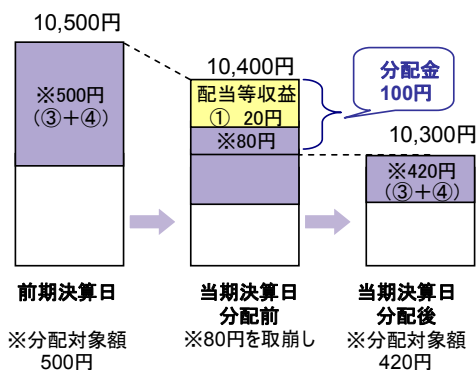 10,500円
※500円
(③+④)
10,400円
配当等収益
① 20円
※80円
分配金
100円
10,300円
※420円
(③+④)
前期決算日
当期決算日
分配前
当期決算日
分配後
※分配対象額
500円
※80円を取崩し
※分配対象額
420円